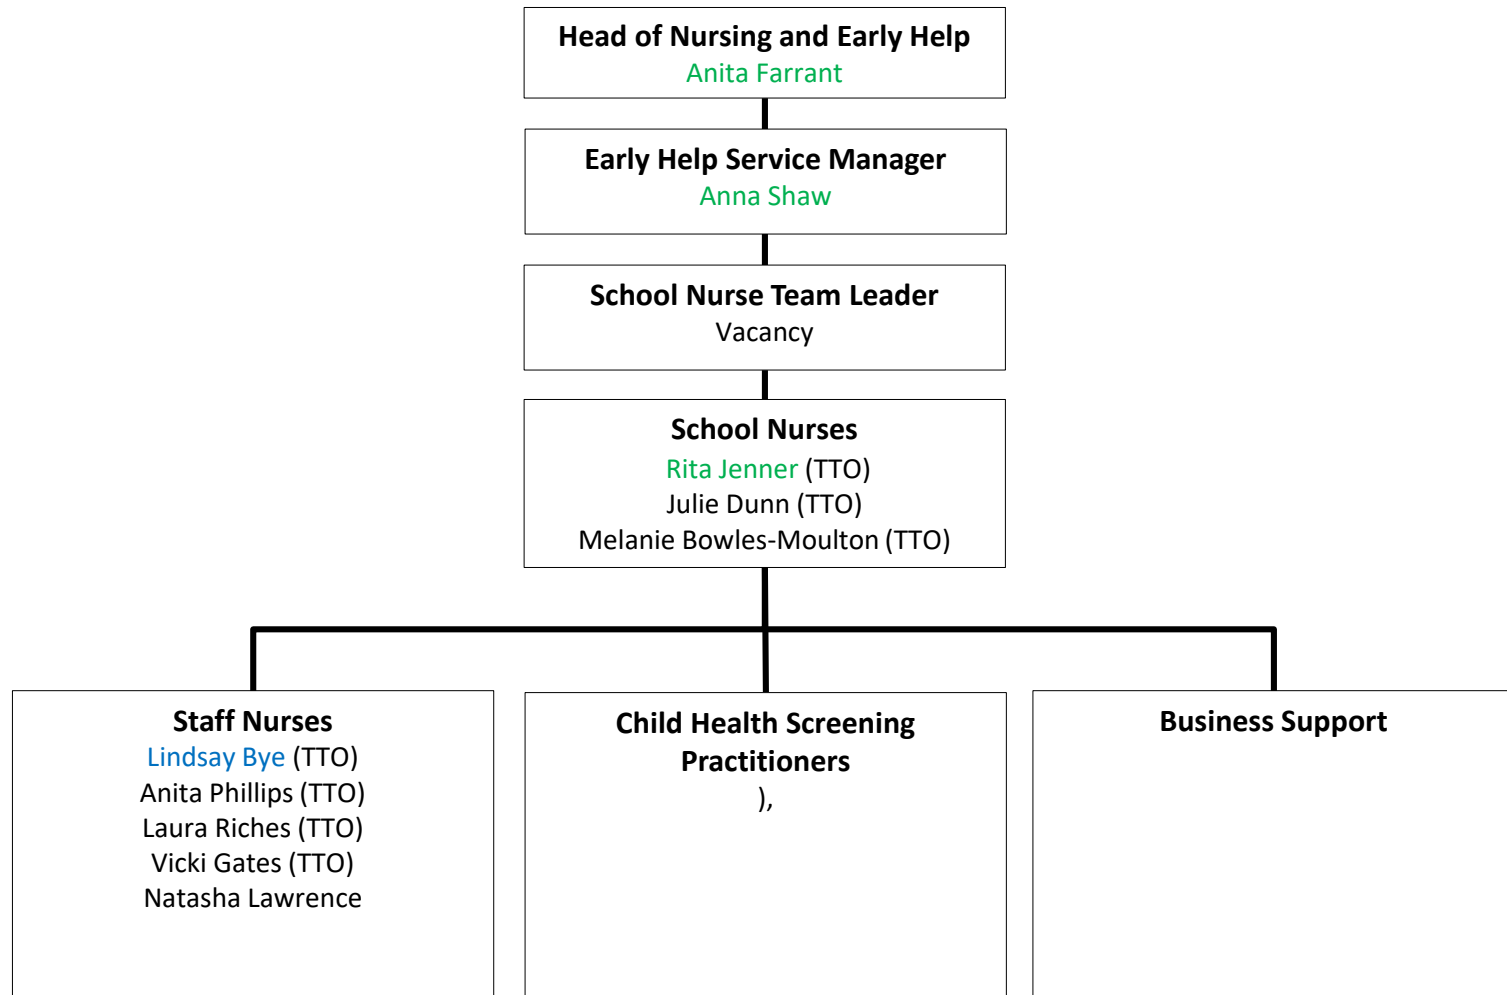 Head of Nursing and Early Help
Anita Farrant
Early Help Service Manager
Anna Shaw
School Nurse Team Leader
Vacancy
School Nurses
Rita Jenner (TTO)
Julie Dunn (TTO)
Melanie Bowles-Moulton (TTO)
Staff Nurses
Lindsay Bye (TTO)
Anita Phillips (TTO)
Laura Riches (TTO)
Vicki Gates (TTO)
Natasha Lawrence
Child Health Screening
Practitioners
),
Business Support